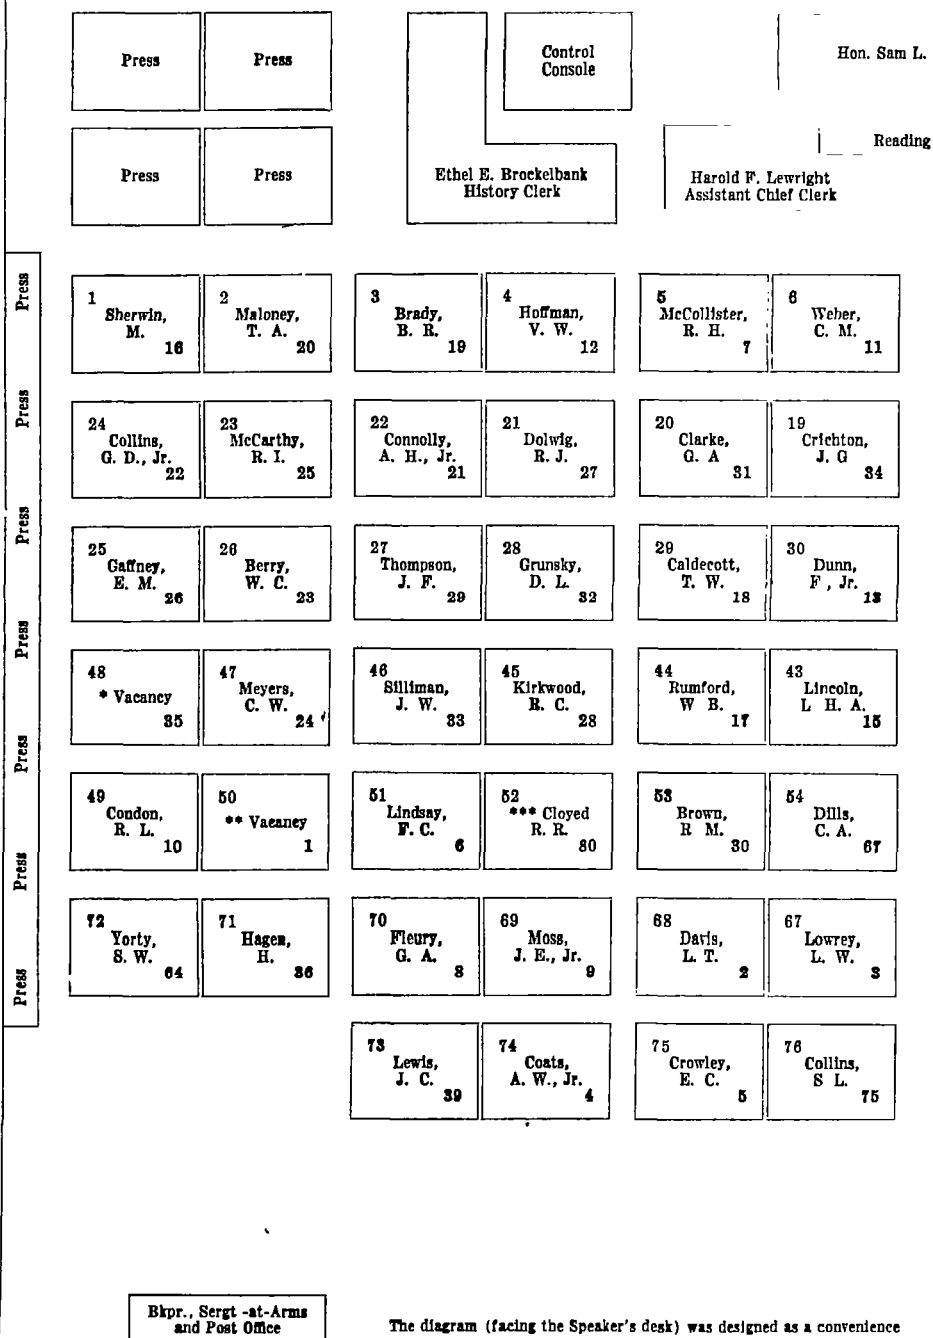 Press
Press
Control
Console
Hon. Sam L.
Reading
Press
Press
Ethel E. Brockelbank
History Clerk
Harold F. Lewright
Assistant Chief Clerk
Press
Press
Press
Press
Press
Press
Press
1
Sherwin,
M.
16
2
Maloney,
T. A.
20
3
Brady,
B. R.
19
4
Hoffman,
V. W.
12
5
McCollister,
R. H.
7
6
Weber,
C. M.
11
24
Collins,
G. D., Jr.
22
23
McCarthy,
R. I.
25
22
Connolly,
A. H., Jr.
21
21
Dolwig,
R. J.
27
20
Clarke,
G. A
31
19
Crichton,
J. G
34
25
Gaffney,
E. M.
26
26
Berry,
W. C.
23
27
Thompson,
J. F.
29
28
Grunsky,
D. L.
32
29
Caldecott,
T. W.
18
30
Dunn,
F , Jr.
13
48
* Vacancy
35
47
Meyers,
C. W.
24
46
Silliman,
J. W.
33
45
Kirkwood,
R. C.
28
44
Rumford,
W B.
17
43
Lincoln,
L H. A.
15
49
Condon,
R. L.
10
50
** Vacancy
1
51
Lindsay,
F. C.
6
52
*** Cloyed
R. R.
80
53
Brown,
R M.
30
54
Dills,
C. A.
67
72
Yorty,
S. W.
64
71
Hagen,
H.
36
70
Fleury,
G. A.
8
69
Moss,
J. E., Jr.
9
68
Davis,
L. T.
2
67
Lowrey,
L. W.
3
73
Lewis,
J. C.
39
74
Coats,
A. W., Jr.
4
75
Crowley,
E. C.
5
76
Collins,
S L.
75
Bkpr., Sergt -at-Arms
and Post Office
The diagram (facing the Speaker's desk) was designed as a convenience